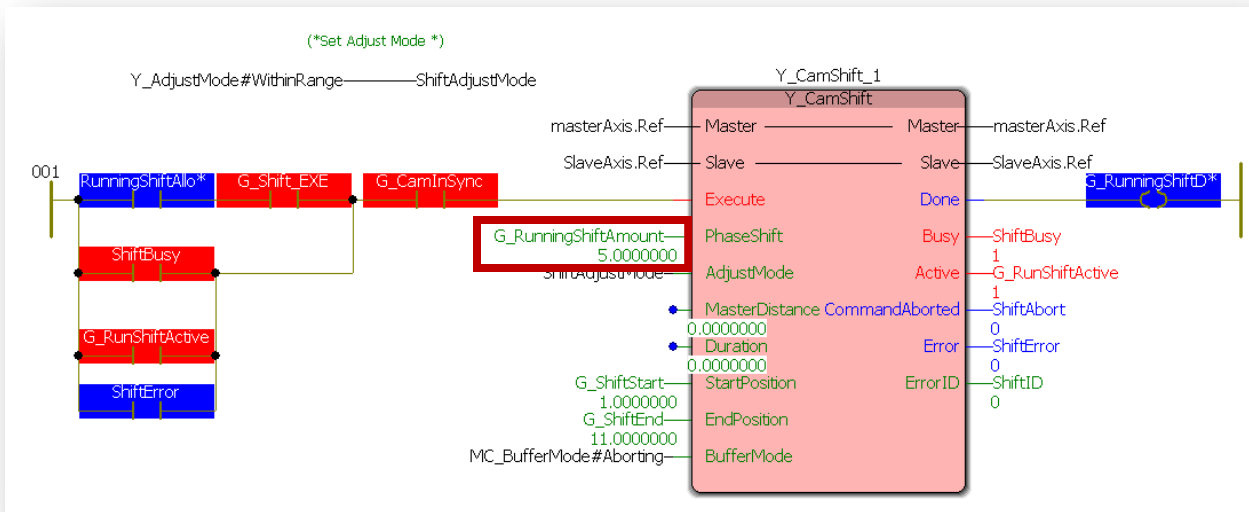 (*Set Adjust Mode *)
Y_AdjustMode#WithinRange ShiftAdjustMode
Y_CamShift_1
Y_CamShift
masterAxis.Ref Master Master masterAxis.Ref
SlaveAxis.Ref Slave Slave SlaveAxis.Ref
001 RunningShiftAllo* G_Shift_EXE G_CamInSync Execute Done G_RunningShiftD*
G_RunningShiftAmount PhaseShift Busy ShiftBusy
5.0000000 1
ShiftBusy
ShiftAdjustMode AdjustMode Active G_RunShiftActive
1
MasterDistance CommandAborted ShiftAbort
0.0000000 0
G_RunShiftActive
Duration Error ShiftError
0.0000000 0
ShiftError
G_ShiftStart StartPosition ErrorID ShiftID
1.0000000 0
G_ShiftEnd EndPosition
11.0000000
MC_BufferMode#Aborting BufferMode